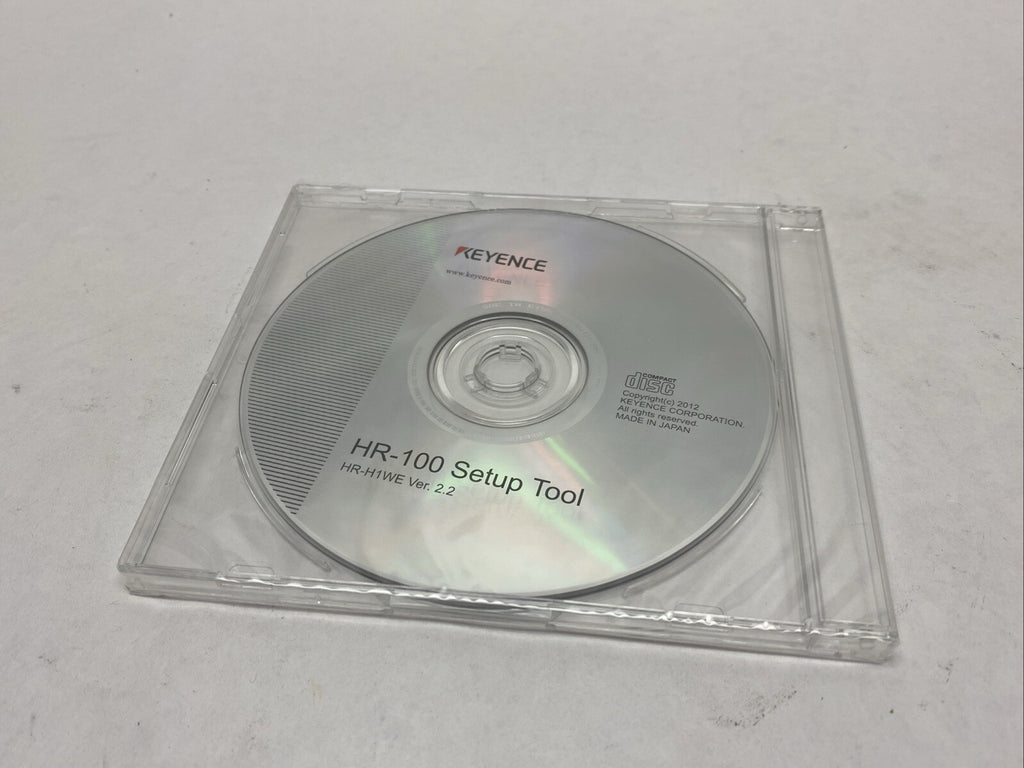 KEYENCE
www.keyence.com
COMPACT
disc
Copyright(c) 2012
KEYENCE CORPORATION.
All rights reserved.
MADE IN JAPAN
HR-100 Setup Tool
HR-H1WE Ver. 2.2